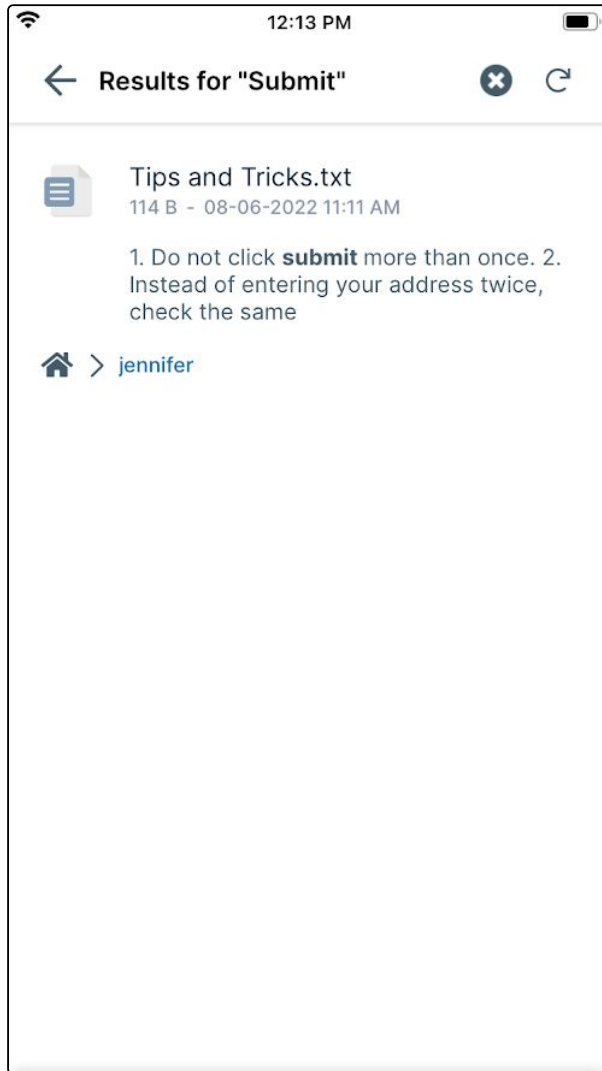 12:13 PM
Results for "Submit"
Tips and Tricks.txt
114 B - 08-06-2022 11:11 AM
1. Do not click submit more than once. 2.
Instead of entering your address twice,
check the same
jennifer